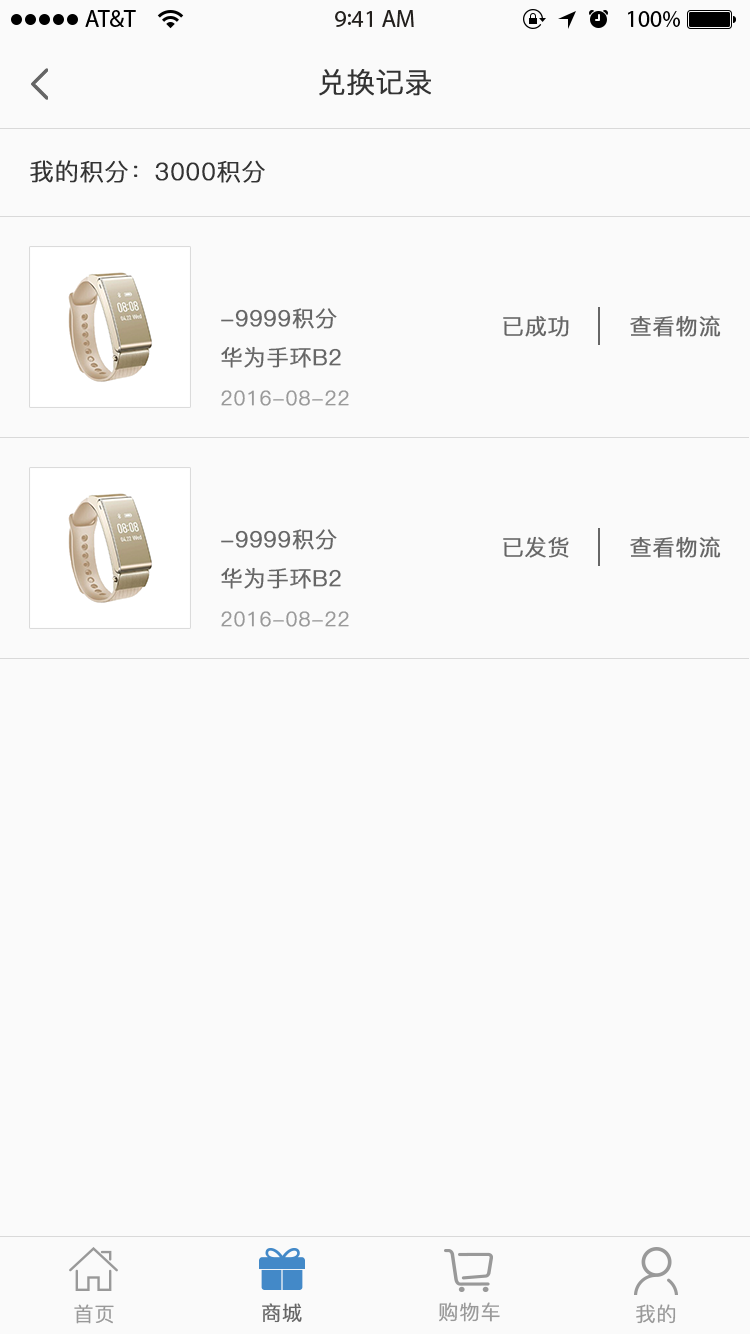 AT&T 9:41 AM 100%
兑换记录
我的积分：3000积分
08:08
-9999积分
华为手环B2
2016-08-22
已成功
查看物流
08:08
-9999积分
华为手环B2
2016-08-22
已发货
查看物流
首页
商城
购物车
我的